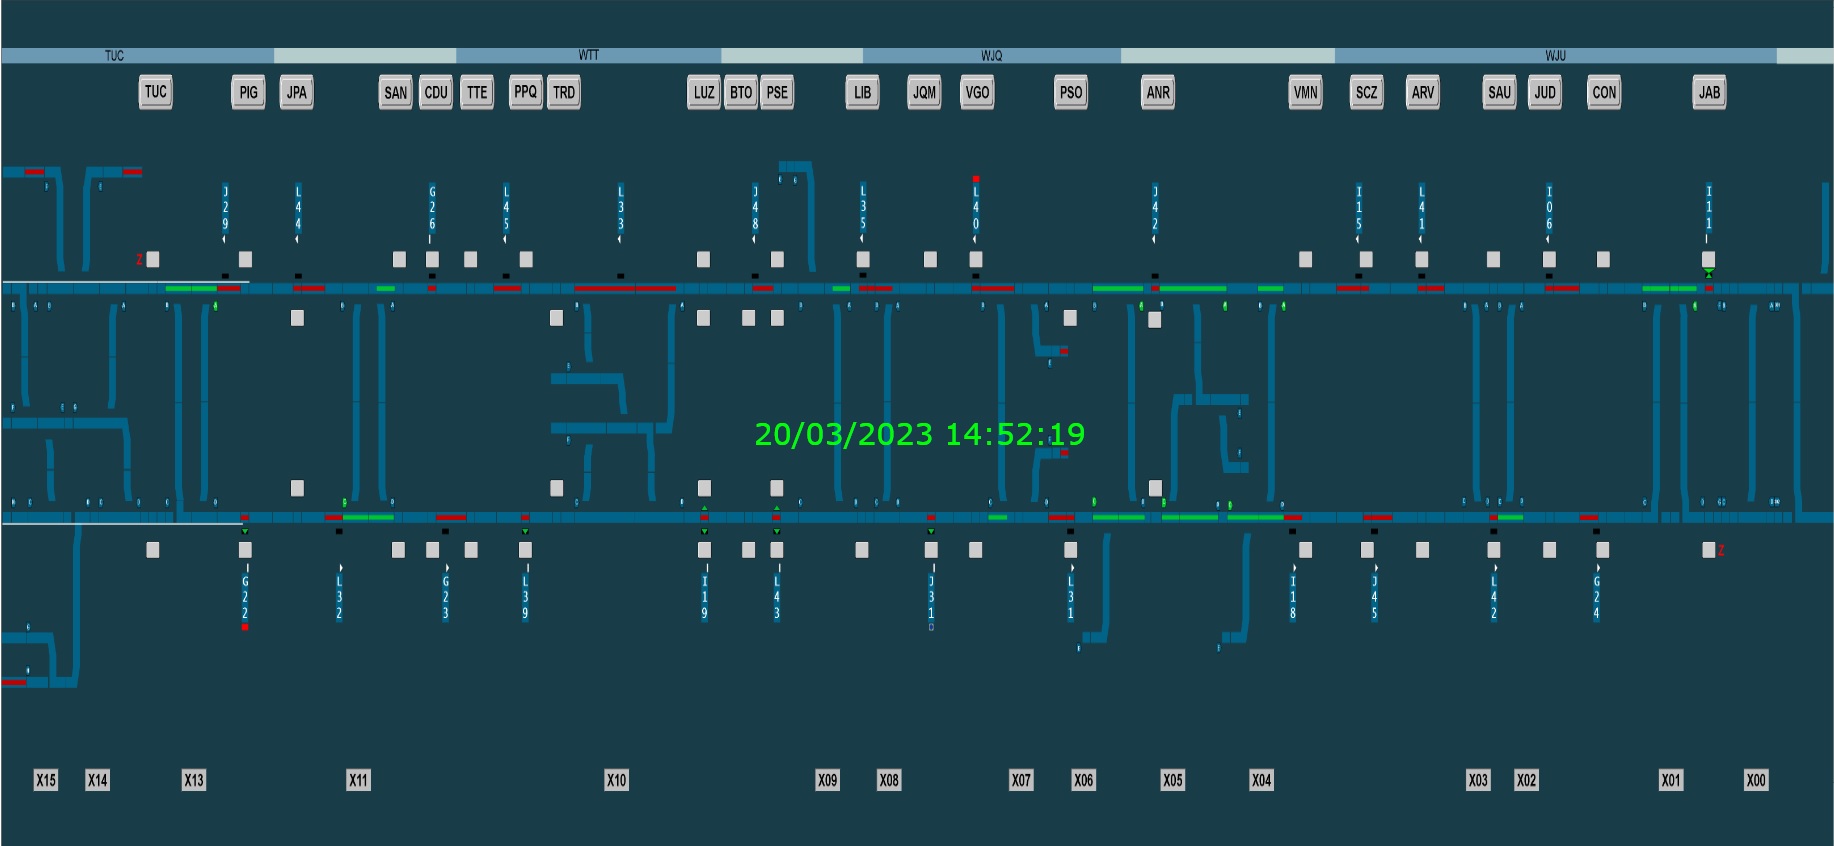 TUC WTT WJQ WJU
TUC PIG JPA SAN CDU TTE PPQ TRD LUZ BTO PSE LIB JQM VGO PSO ANR VMN SCZ ARV SAU JUD CON JAB
J29 L44 G26 L45 L33 J48 L35 L40 J42 I15 L41 I06 I11
Z
20/03/2023 14:52:19
Z
G22 L32 G23 L39 I19 L43 J31 L31 I18 J45 L42 G24
X15 X14 X13 X11 X10 X09 X08 X07 X06 X05 X04 X03 X02 X01 X00